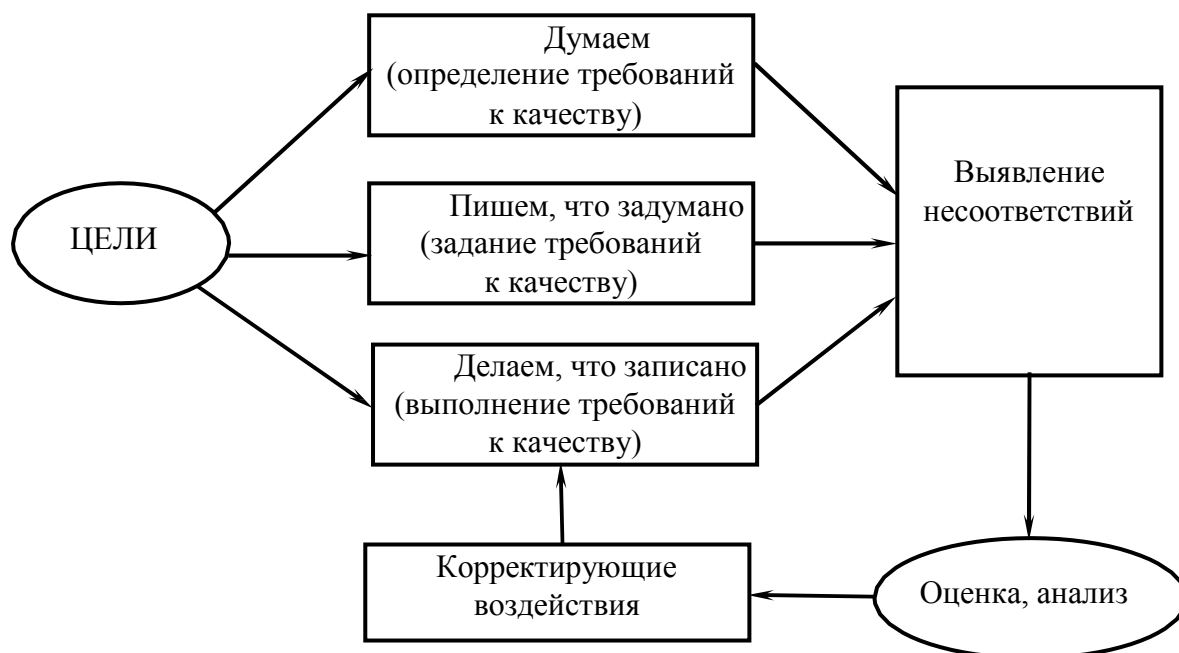 Думаем
(определение требований
к качеству)
ЦЕЛИ
Пишем, что задумано
(задание требований
к качеству)
Делаем, что записано
(выполнение требований
к качеству)
Выявление
несоответствий
Корректирующие
воздействия
Оценка, анализ